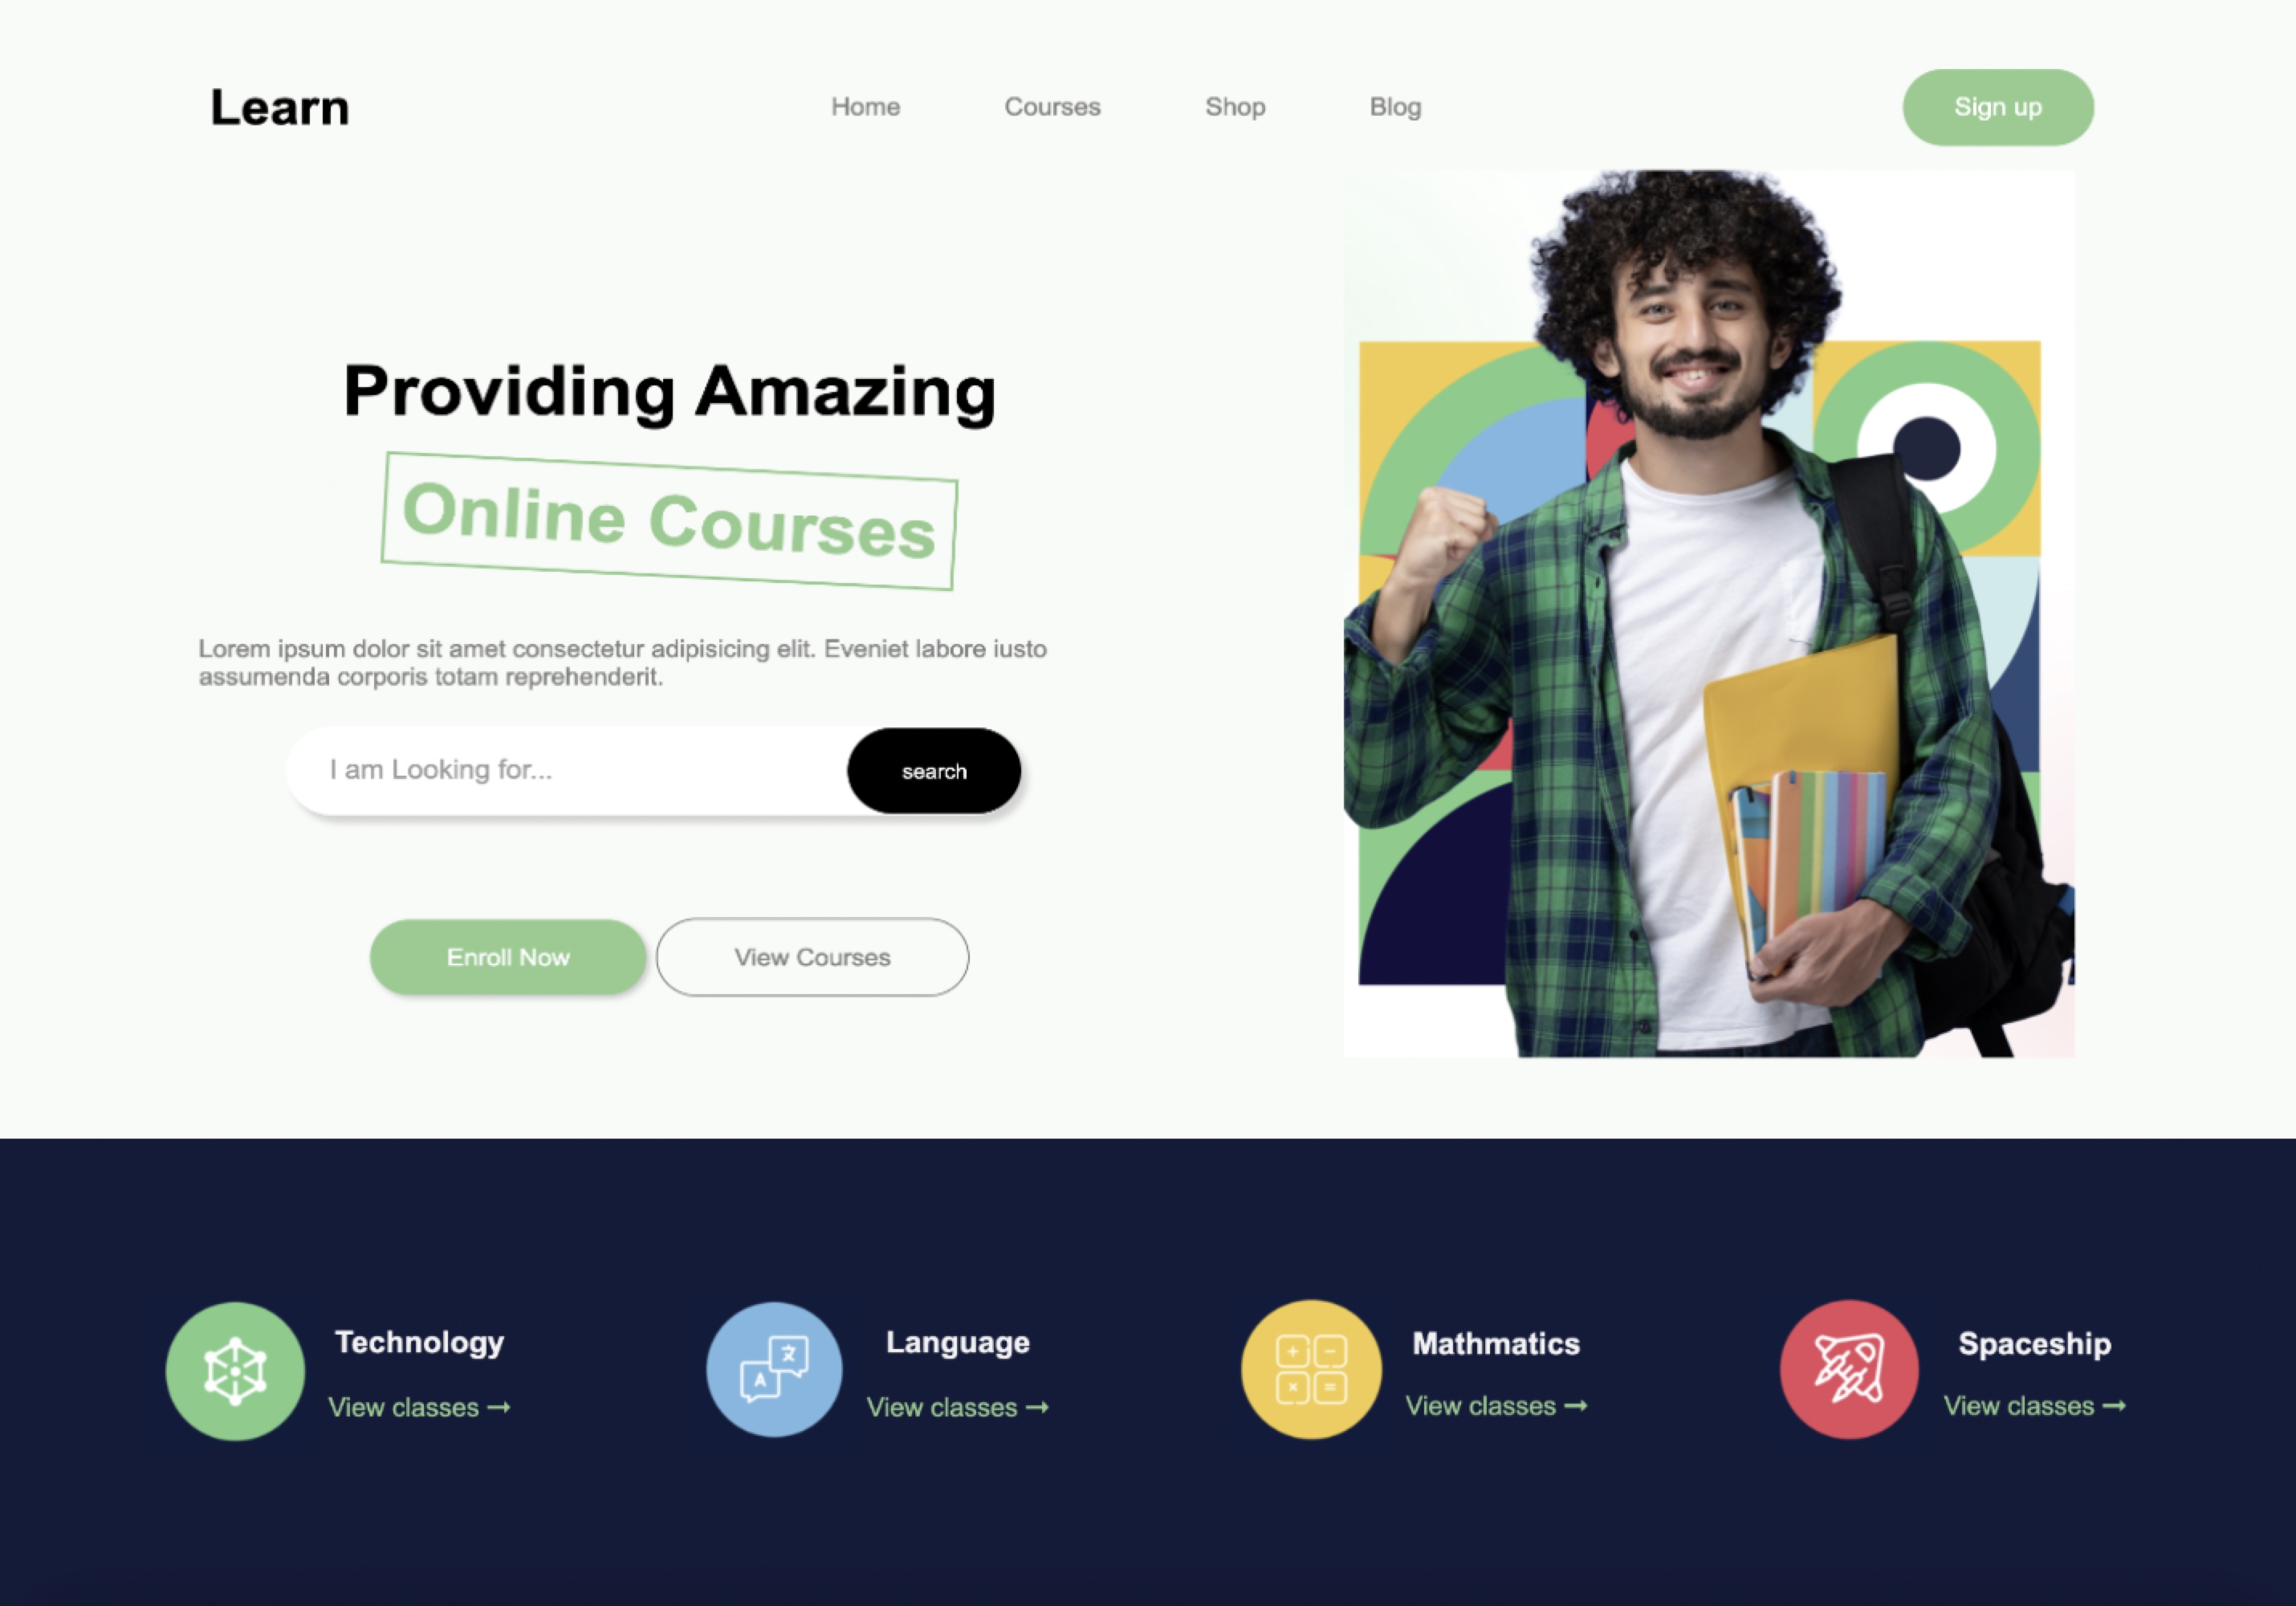 Learn
Home
Courses
Shop
Blog
Sign up
Providing Amazing
Online Courses
Lorem ipsum dolor sit amet consectetur adipisicing elit. Eveniet labore iusto
assumenda corporis totam reprehenderit.
I am Looking for...
search
Enroll Now
View Courses
文
A
Technology
View classes →
Language
View classes →
Mathmatics
View classes →
Spaceship
View classes →